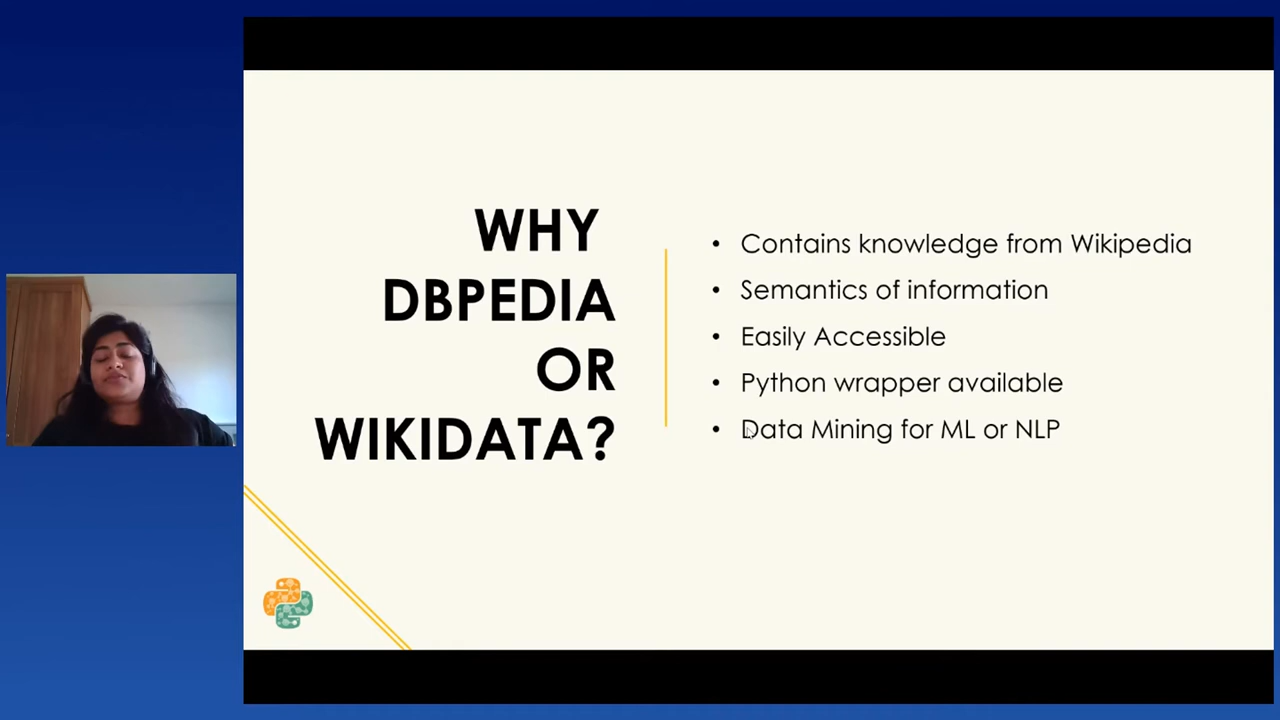 WHY
DBPEDIA
OR
WIKIDATA?
• Contains knowledge from Wikipedia
• Semantics of information
• Easily Accessible
• Python wrapper available
• Data Mining for ML or NLP